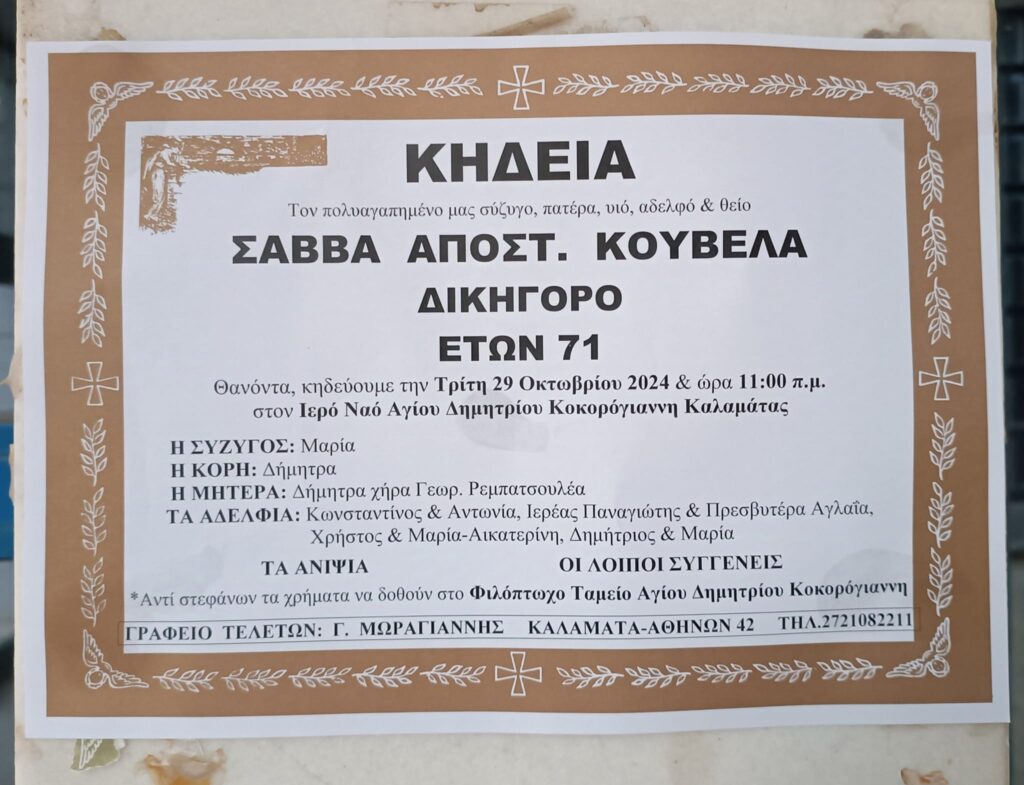 ΚΗΔΕΙΑ
Τον πολυαγαπημένο μας σύζυγο, πατέρα, υιό, αδελφό & θείο
ΣΑΒΒΑ ΑΠΟΣΤ. ΚΟΥΒΕΛΑ
ΔΙΚΗΓΟΡΟ
ΕΤΩΝ 71
Θανόντα, κηδεύουμε την Τρίτη 29 Οκτωβρίου 2024 & ώρα 11:00 π.μ.
στον Ιερό Ναό Αγίου Δημητρίου Κοκορόγιαννη Καλαμάτας
Η ΣΥΖΥΓΟΣ: Μαρία
Η ΚΟΡΗ: Δήμητρα
Η ΜΗΤΕΡΑ: Δήμητρα χήρα Γεωρ. Ρεμπατσουλέα
ΤΑ ΑΔΕΛΦΙΑ: Κωνσταντίνος & Αντωνία, Ιερέας Παναγιώτης & Πρεσβυτέρα Αγλαΐα,
Χρήστος & Μαρία-Αικατερίνη, Δημήτριος & Μαρία
ΤΑ ΑΝΙΨΙΑ ΟΙ ΛΟΙΠΟΙ ΣΥΓΓΕΝΕΙΣ
*Αντί στεφάνων τα χρήματα να δοθούν στο Φιλόπτωχο Ταμείο Αγίου Δημητρίου Κοκορόγιαννη
ΓΡΑΦΕΙΟ ΤΕΛΕΤΩΝ: Γ. ΜΩΡΑΓΙΑΝΝΗΣ ΚΑΛΑΜΑΤΑ-ΑΘΗΝΩΝ 42 ΤΗΛ.2721082211